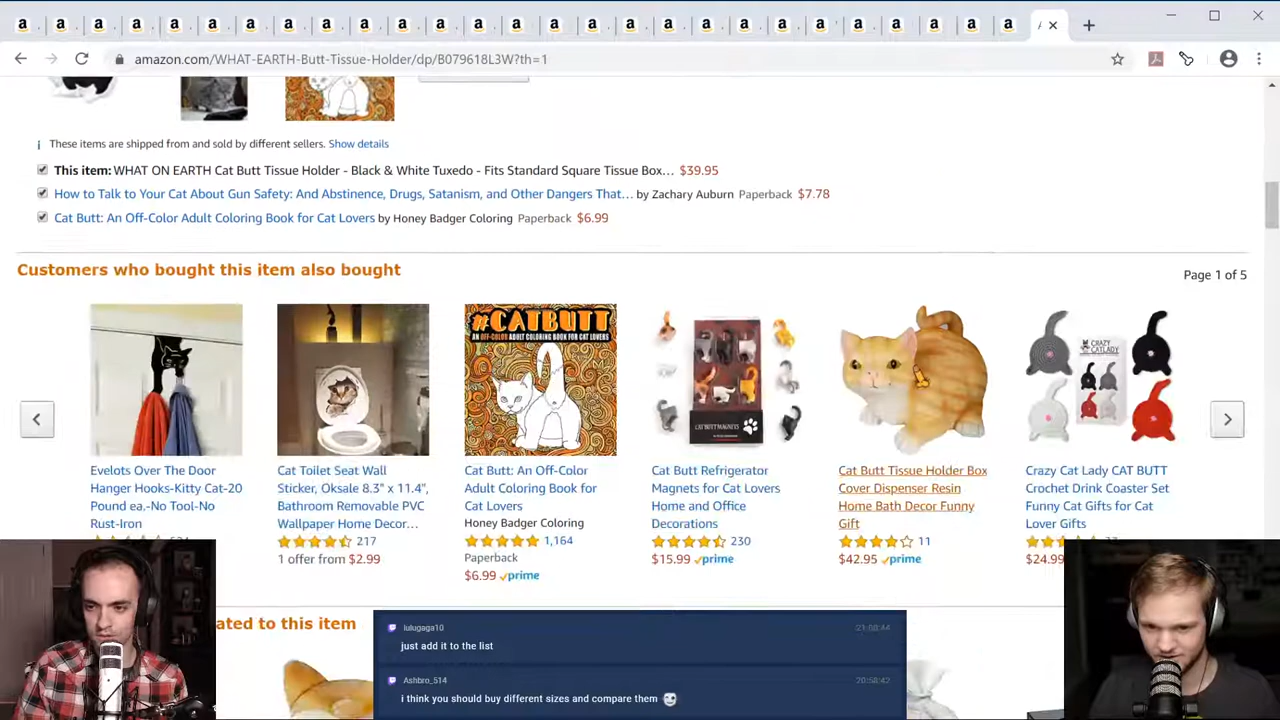 amazon.com/WHAT-EARTH-Butt-Tissue-Holder/dp/B079618L3W?th=1
These items are shipped from and sold by different sellers. Show details
This item: WHAT ON EARTH Cat Butt Tissue Holder - Black & White Tuxedo - Fits Standard Square Tissue Box... $39.95
How to Talk to Your Cat About Gun Safety: And Abstinence, Drugs, Satanism, and Other Dangers That... by Zachary Auburn Paperback $7.78
Cat Butt: An Off-Color Adult Coloring Book for Cat Lovers by Honey Badger Coloring Paperback $6.99
Customers who bought this item also bought
Page 1 of 5
#CATBUTT
AN OFF-COLOR ADULT COLORING BOOK FOR CAT LOVERS
CAT BUTT MAGNETS
CRAZY CAT LADY
Evelots Over The Door
Hanger Hooks-Kitty Cat-20
Pound ea.-No Tool-No
Rust-Iron
Cat Toilet Seat Wall
Sticker, Oksale 8.3" x 11.4",
Bathroom Removable PVC
Wallpaper Home Decor...
217
1 offer from $2.99
Cat Butt: An Off-Color
Adult Coloring Book for
Cat Lovers
Honey Badger Coloring
1,164
Paperback
$6.99 prime
Cat Butt Refrigerator
Magnets for Cat Lovers
Home and Office
Decorations
230
$15.99 prime
Cat Butt Tissue Holder Box
Cover Dispenser Resin
Home Bath Decor Funny
Gift
11
$42.95 prime
Crazy Cat Lady CAT BUTT
Crochet Drink Coaster Set
Funny Cat Gifts for Cat
Lover Gifts
$24.99
ated to this item
lulugaga10
just add it to the list
Ashbro_514 20:58:42
i think you should buy different sizes and compare them